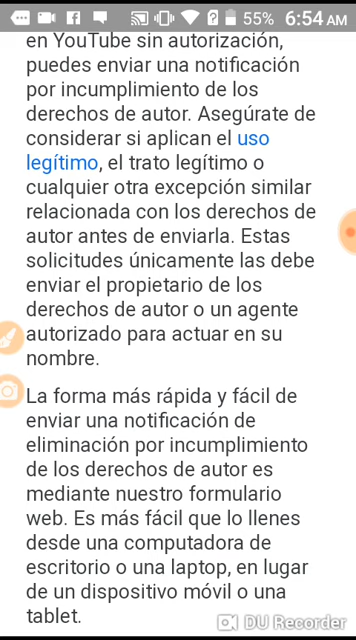 55% 6:54 AM
en YouTube sin autorización,
puedes enviar una notificación
por incumplimiento de los
derechos de autor. Asegúrate de
considerar si aplican el uso
legítimo, el trato legítimo o
cualquier otra excepción similar
relacionada con los derechos de
autor antes de enviarla. Estas
solicitudes únicamente las debe
enviar el propietario de los
derechos de autor o un agente
autorizado para actuar en su
nombre.
La forma más rápida y fácil de
enviar una notificación de
eliminación por incumplimiento
de los derechos de autor es
mediante nuestro formulario
web. Es más fácil que lo llenes
desde una computadora de
escritorio o una laptop, en lugar
de un dispositivo móvil o una
tablet.
DU Recorder